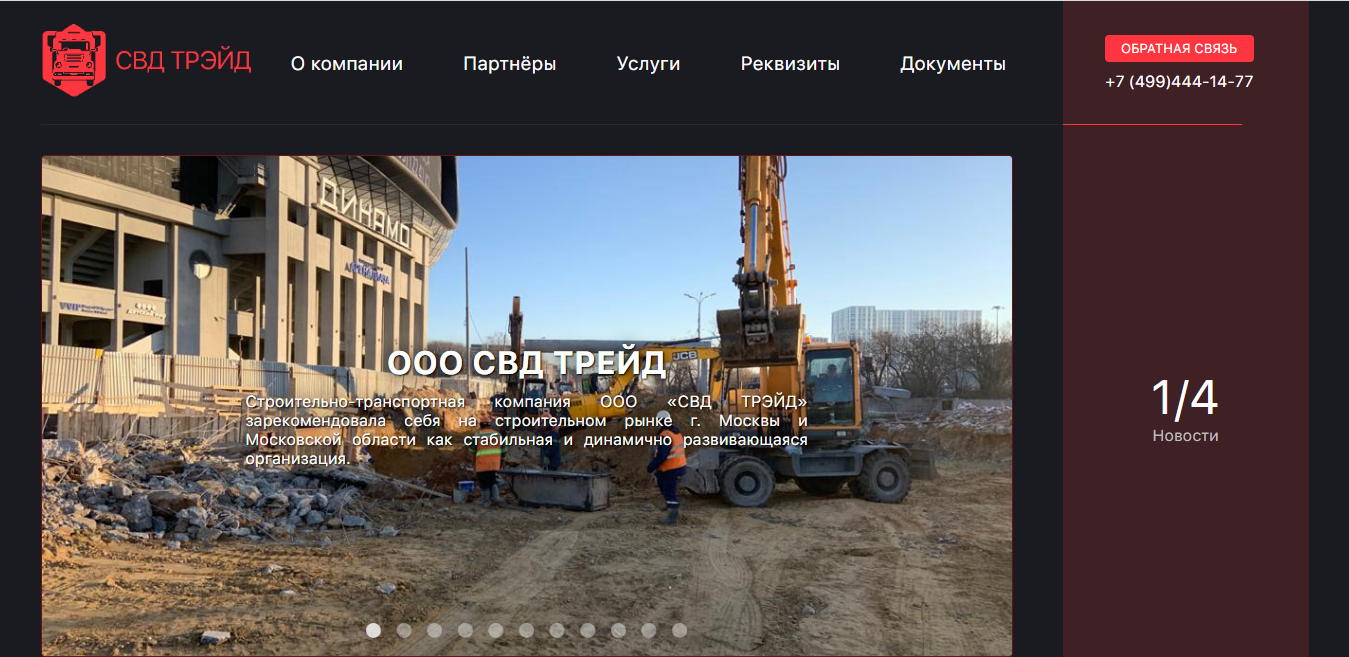 СВД ТРЭЙД
О компании
Партнёры
Услуги
Реквизиты
Документы
ОБРАТНАЯ СВЯЗЬ
+7 (499)444-14-77
ДИНАМО
JCB
ООО СВД ТРЕЙД
Строительно-транспортная компания ООО «СВД ТРЭЙД»
зарекомендовала себя на строительном рынке г. Москвы и
Московской области как стабильная и динамично развивающаяся
организация.
1/4
Новости